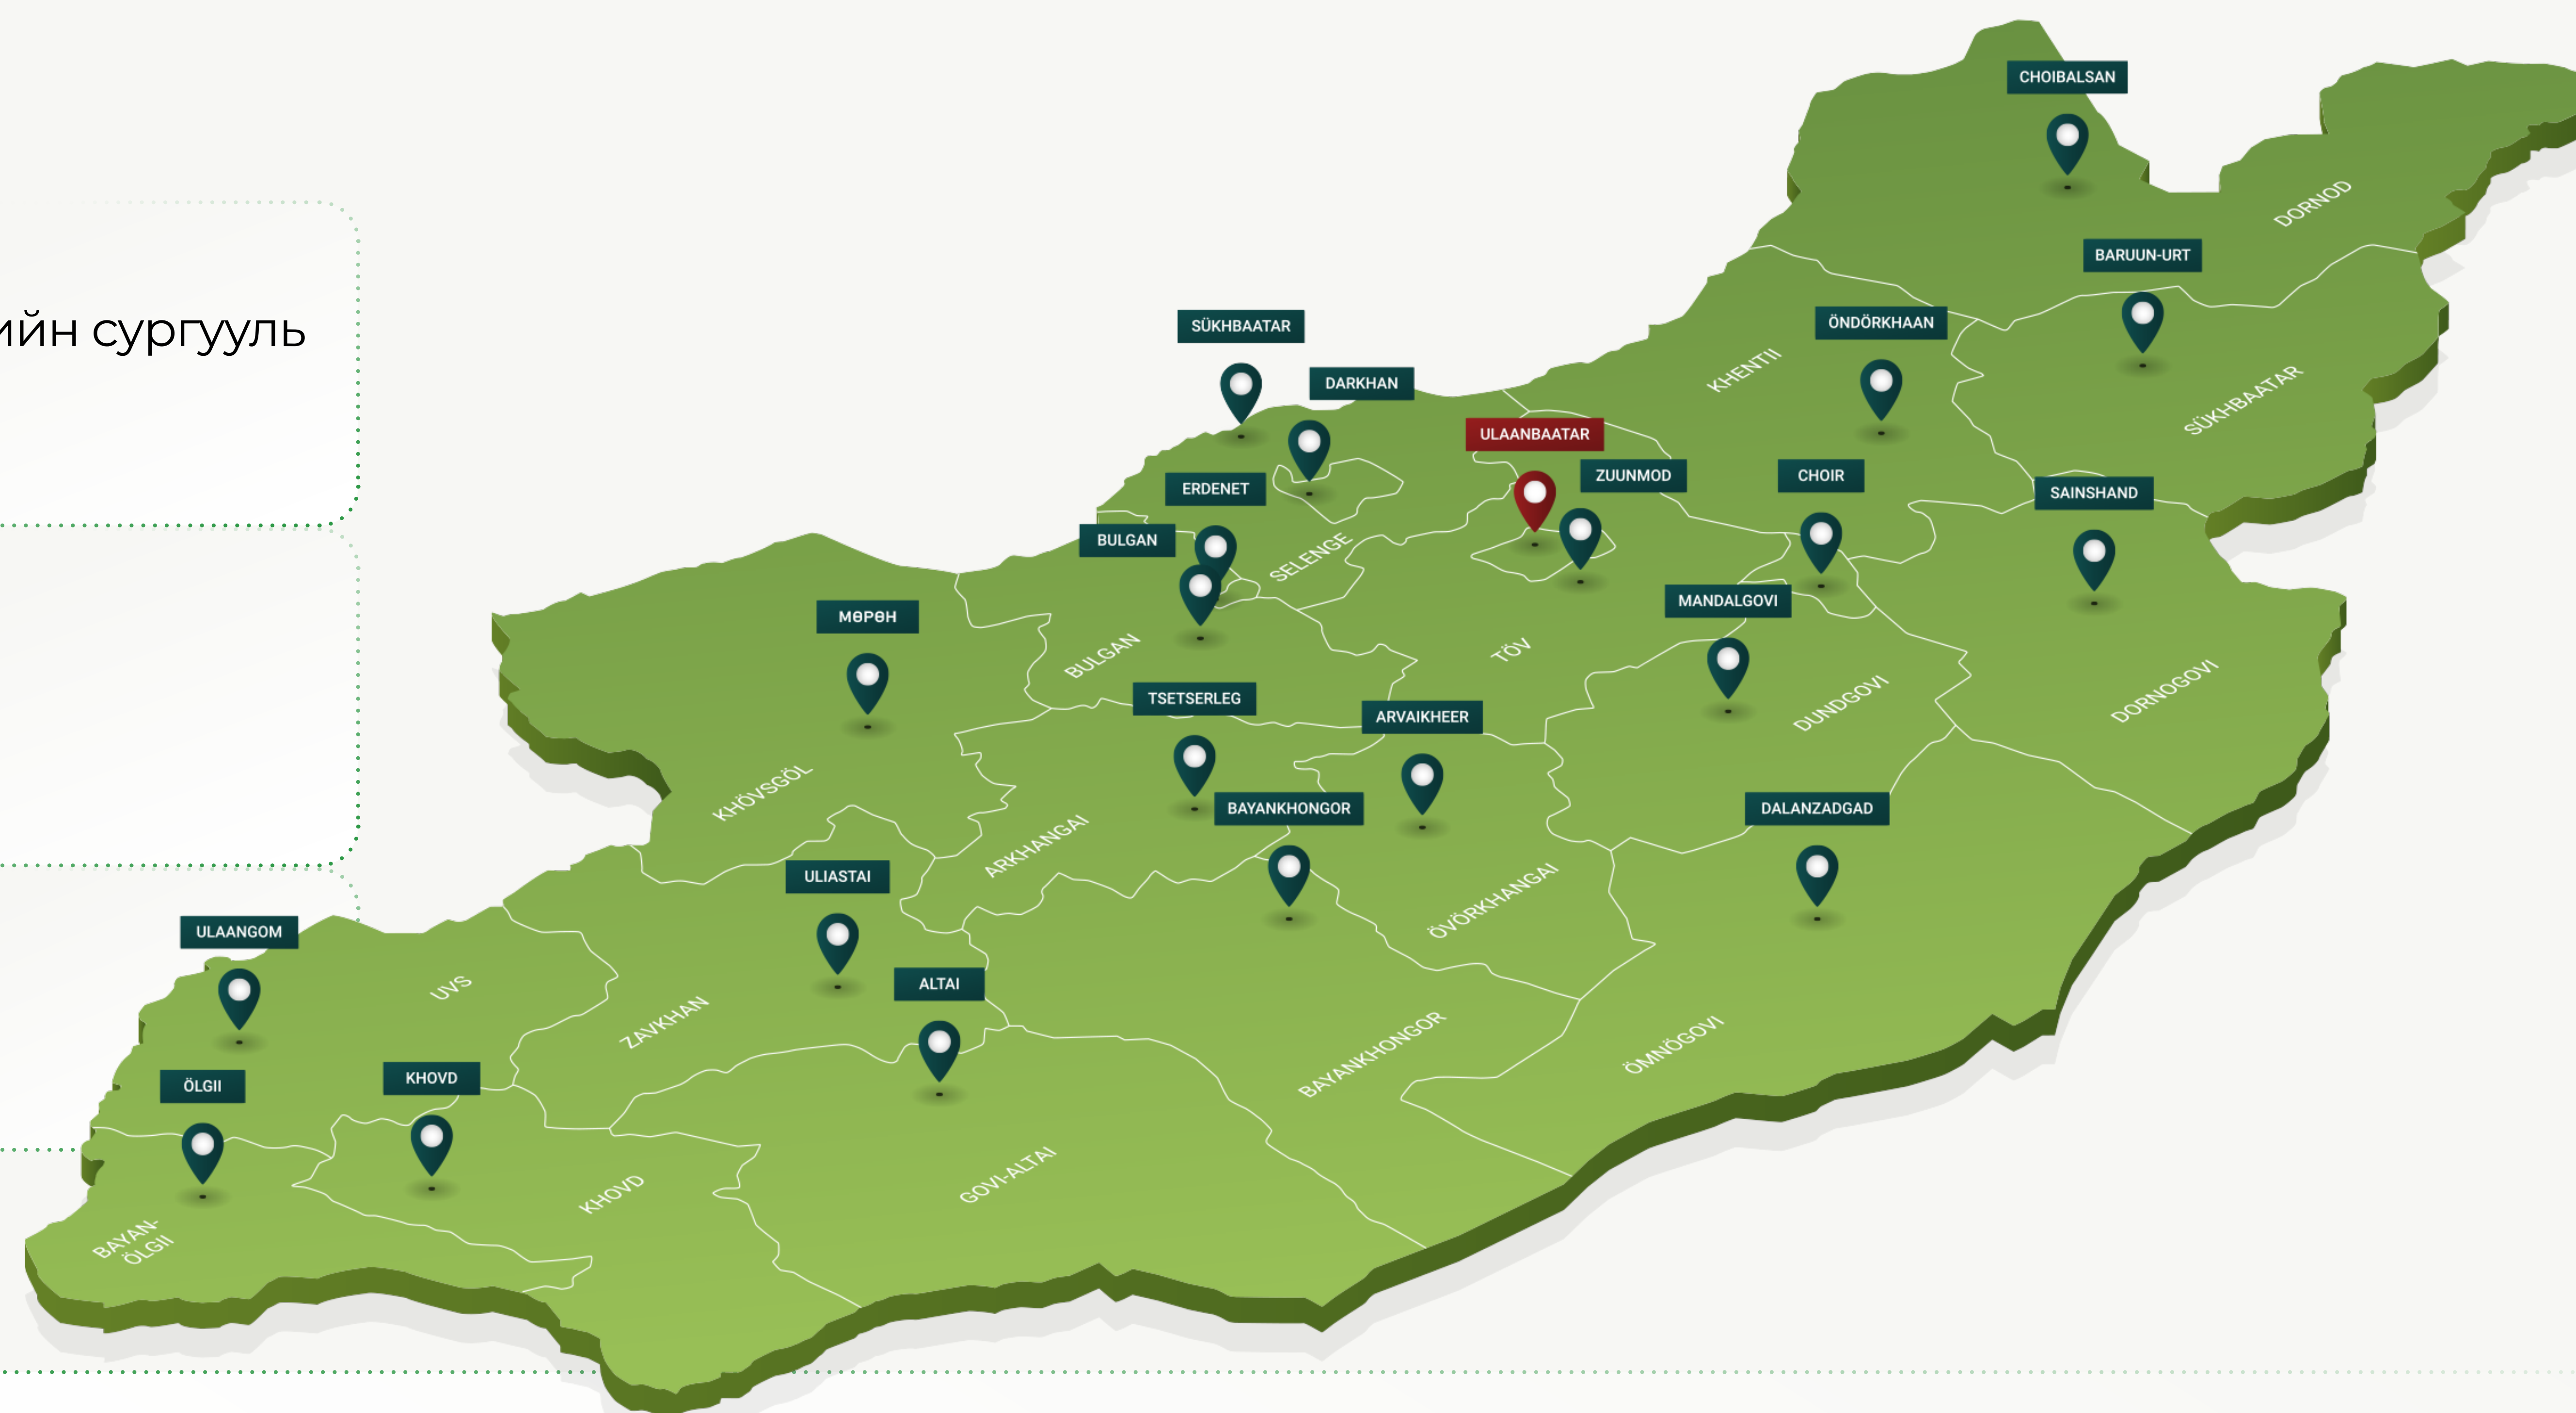 CHOIBALSAN
DORNOD
BARUUN-URT
SÜKHBAATAR
ÖNDÖRKHAAN
ийн сургууль
KHENTII
DARKHAN
SÜKHBAATAR
ULAANBAATAR
ZUUNMOD
CHOIR
ERDENET
SAINSHAND
BULGAN
SELENGE
MANDALGOVI
МӨРӨН
BULGAN
TÖV
TSETSERLEG
DUNDGOVI
DORNOGOVI
ARVAIKHEER
KHÖVSGÖL
BAYANKHONGOR
DALANZADGAD
ARKHANGAI
ULIASTAI
ÖVÖRKHANGAI
ULAANGOM
UVS
ALTAI
ZAVKHAN
BAYANKHONGOR
ÖMNÖGOVI
ÖLGII
KHOVD
GOVI-ALTAI
KHOVD
BAYAN-
ÖLGII